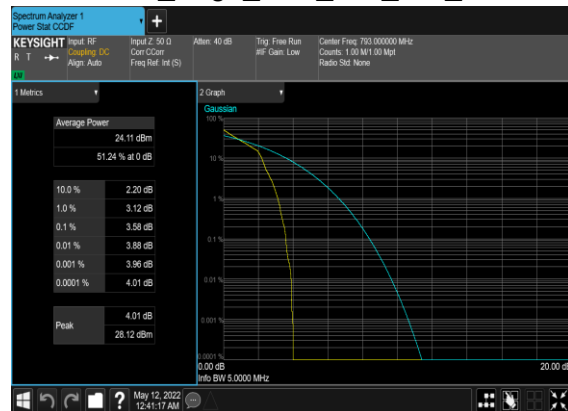 Spectrum Analyzer 1
Power Stat CCDF
KEYSIGHT
R T
LXI
Input: RF
Coupling: DC
Align: Auto
Input Z: 50 Ω
Corr CCorr
Freq Ref: Int (S)
Atten: 40 dB
Trig: Free Run
#IF Gain: Low
Center Freq: 793.000000 MHz
Counts: 1.00 M/1.00 Mpt
Radio Std: None
1 Metrics
Average Power
24.11 dBm
51.24 % at 0 dB
10.0 % 2.20 dB
1.0 % 3.12 dB
0.1 % 3.58 dB
0.01 % 3.88 dB
0.001 % 3.96 dB
0.0001 % 4.01 dB
Peak 4.01 dB
28.12 dBm
2 Graph
Gaussian
100 %
10 %
1 %
0.1 %
0.01 %
0.001 %
0.0001 %
0.00 dB 20.00 dB
Info BW 5.0000 MHz
May 12, 2022
12:41:17 AM